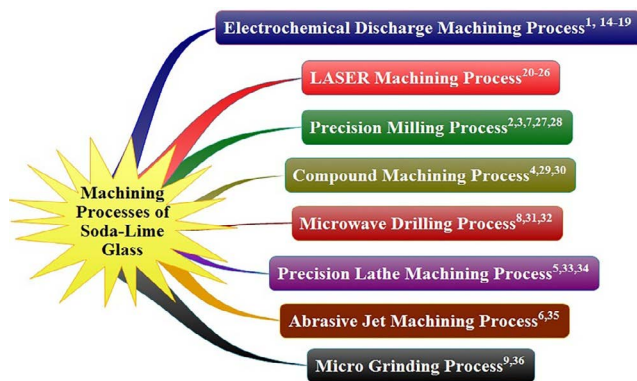 Electrochemical Discharge Machining Process1, 14-19
LASER Machining Process20-26
Precision Milling Process2,3,7,27,28
Compound Machining Process4,29,30
Machining
Processes of
Soda-Lime
Glass
Microwave Drilling Process8,31,32
Precision Lathe Machining Process5,33,34
Abrasive Jet Machining Process6,35
Micro Grinding Process9,36